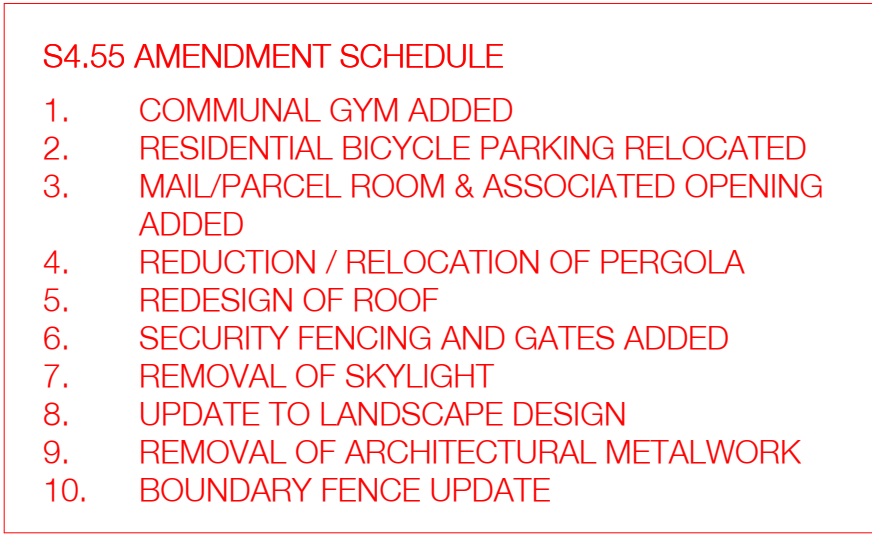 S4.55 AMENDMENT SCHEDULE
1. COMMUNAL GYM ADDED
2. RESIDENTIAL BICYCLE PARKING RELOCATED
3. MAIL/PARCEL ROOM & ASSOCIATED OPENING
ADDED
4. REDUCTION / RELOCATION OF PERGOLA
5. REDESIGN OF ROOF
6. SECURITY FENCING AND GATES ADDED
7. REMOVAL OF SKYLIGHT
8. UPDATE TO LANDSCAPE DESIGN
9. REMOVAL OF ARCHITECTURAL METALWORK
10. BOUNDARY FENCE UPDATE